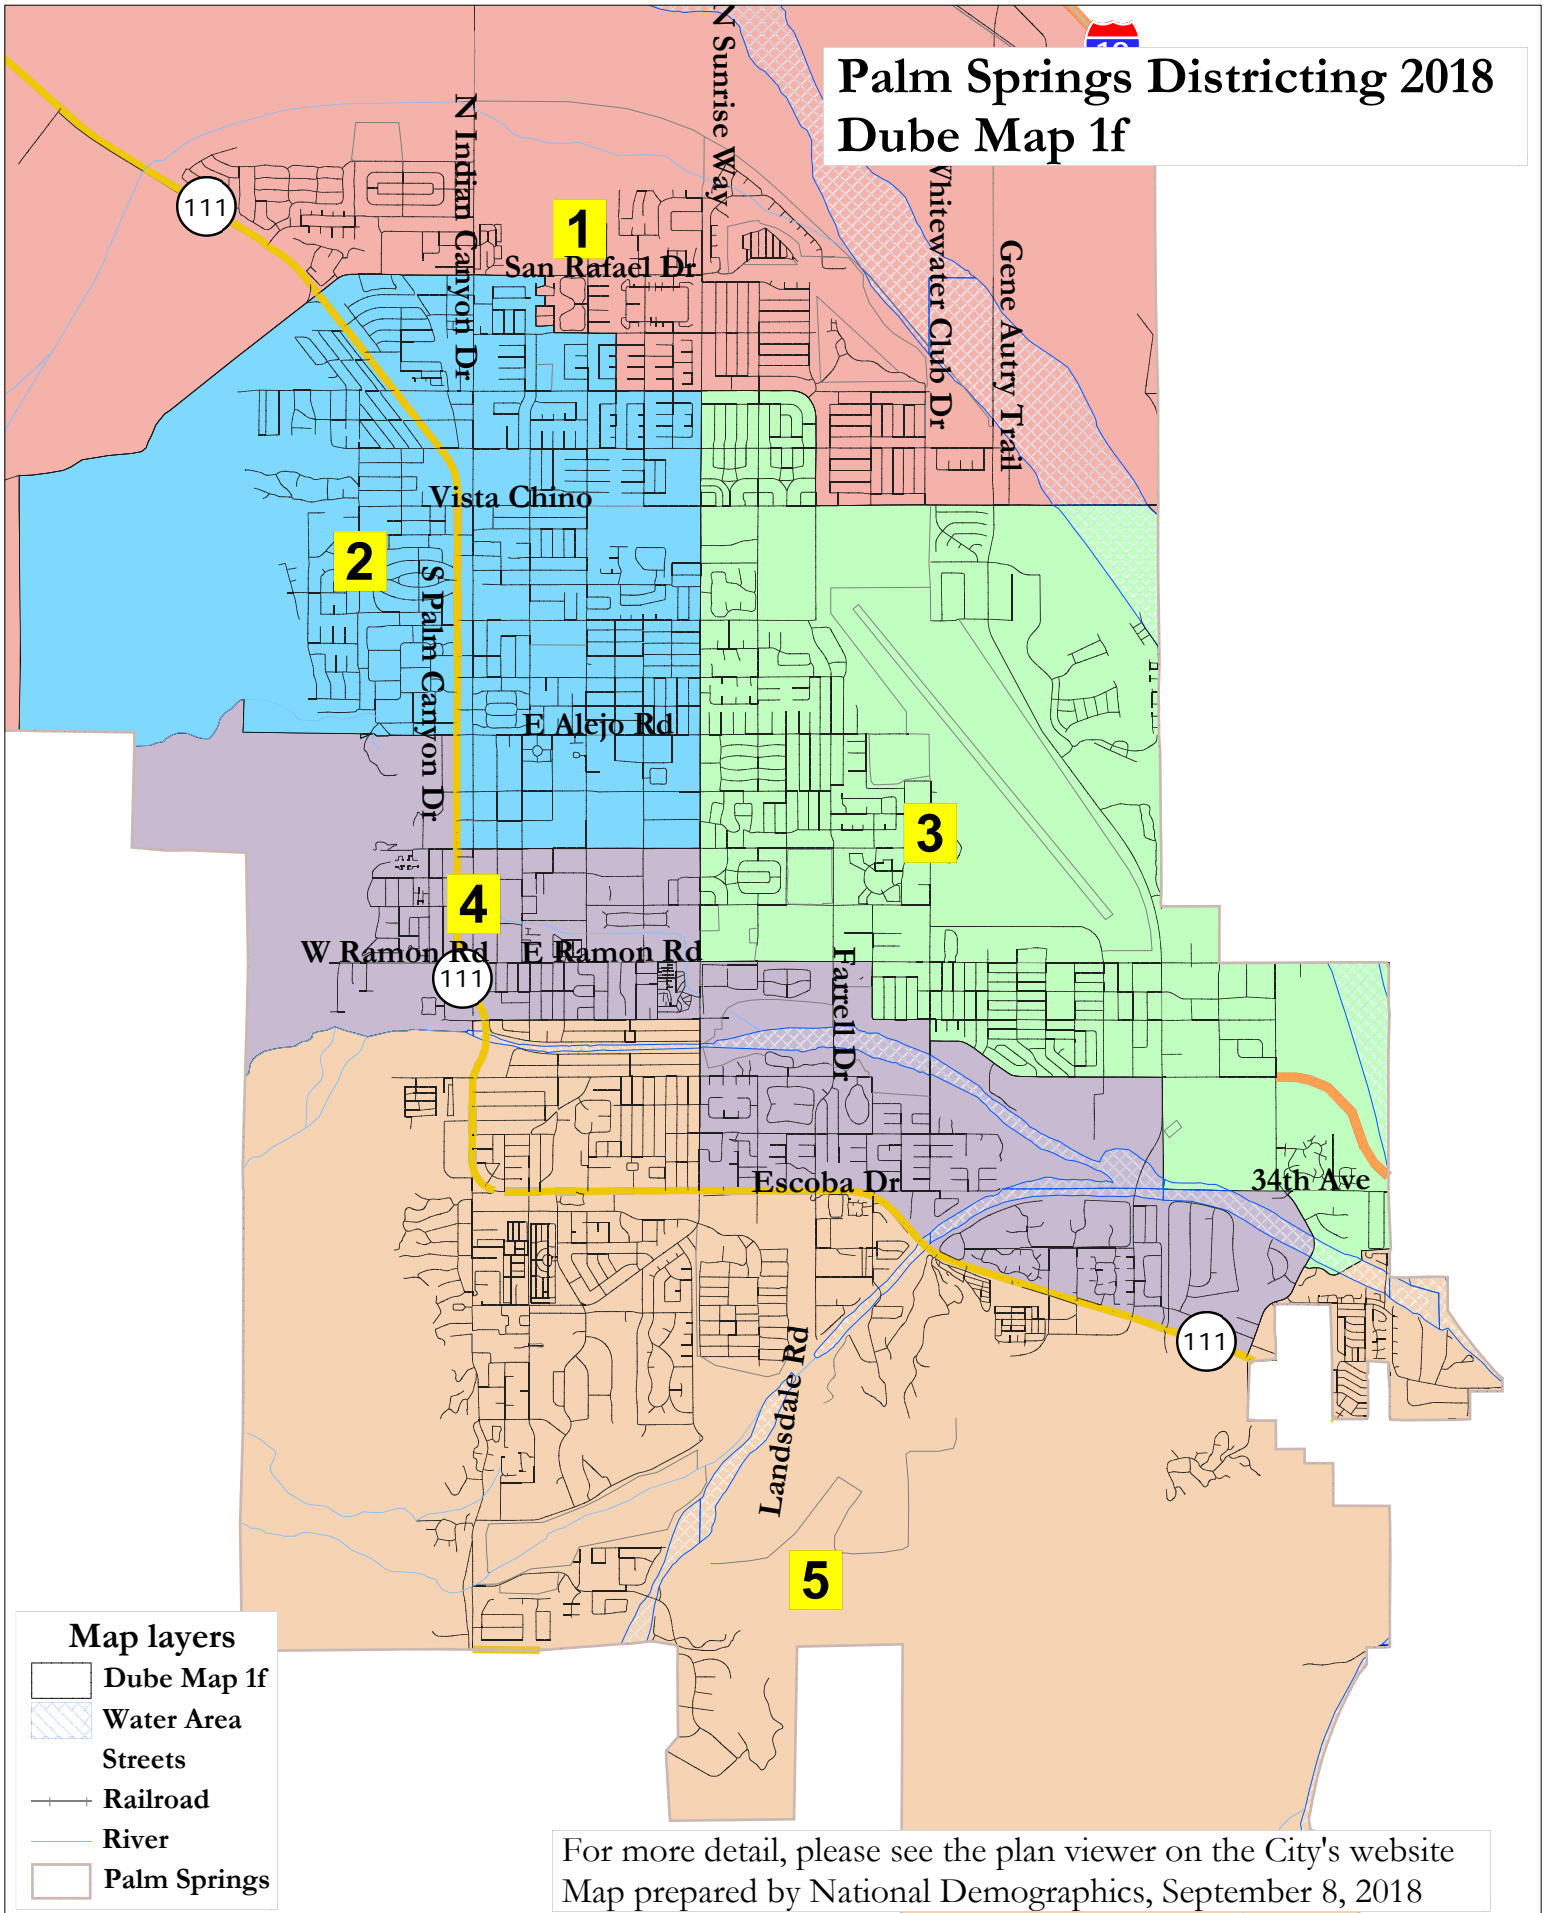 Palm Springs Districting 2018
Dube Map 1f
N Sunrise Way
N Indian Canyon Dr
111
1
San Rafael Dr
Whitewater Club Dr
Gene Autry Trail
Vista Chino
2
S Palm Canyon Dr
E Alejo Rd
3
4
W Ramon Rd
E Ramon Rd
111
Farrell Dr
Escoba Dr
34th Ave
111
Landsdale Rd
5
Map layers
Dube Map 1f
Water Area
Streets
Railroad
River
Palm Springs
For more detail, please see the plan viewer on the City's website
Map prepared by National Demographics, September 8, 2018